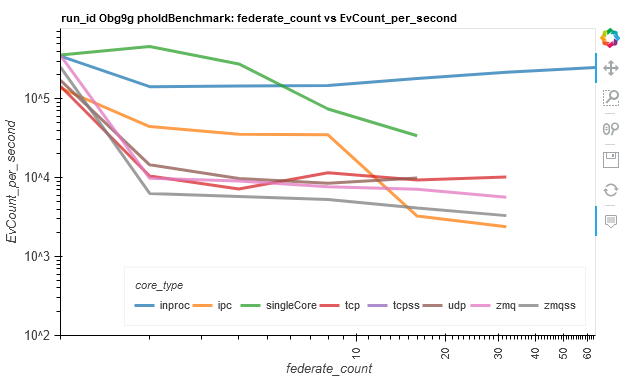 run_id Obg9g pholdBenchmark: federate_count vs EvCount_per_second
EvCount_per_second
10^5
10^4
10^3
10^2
core_type
inproc ipc singleCore tcp tcpss udp zmq zmqss
10 20 30 40 50 60
federate_count